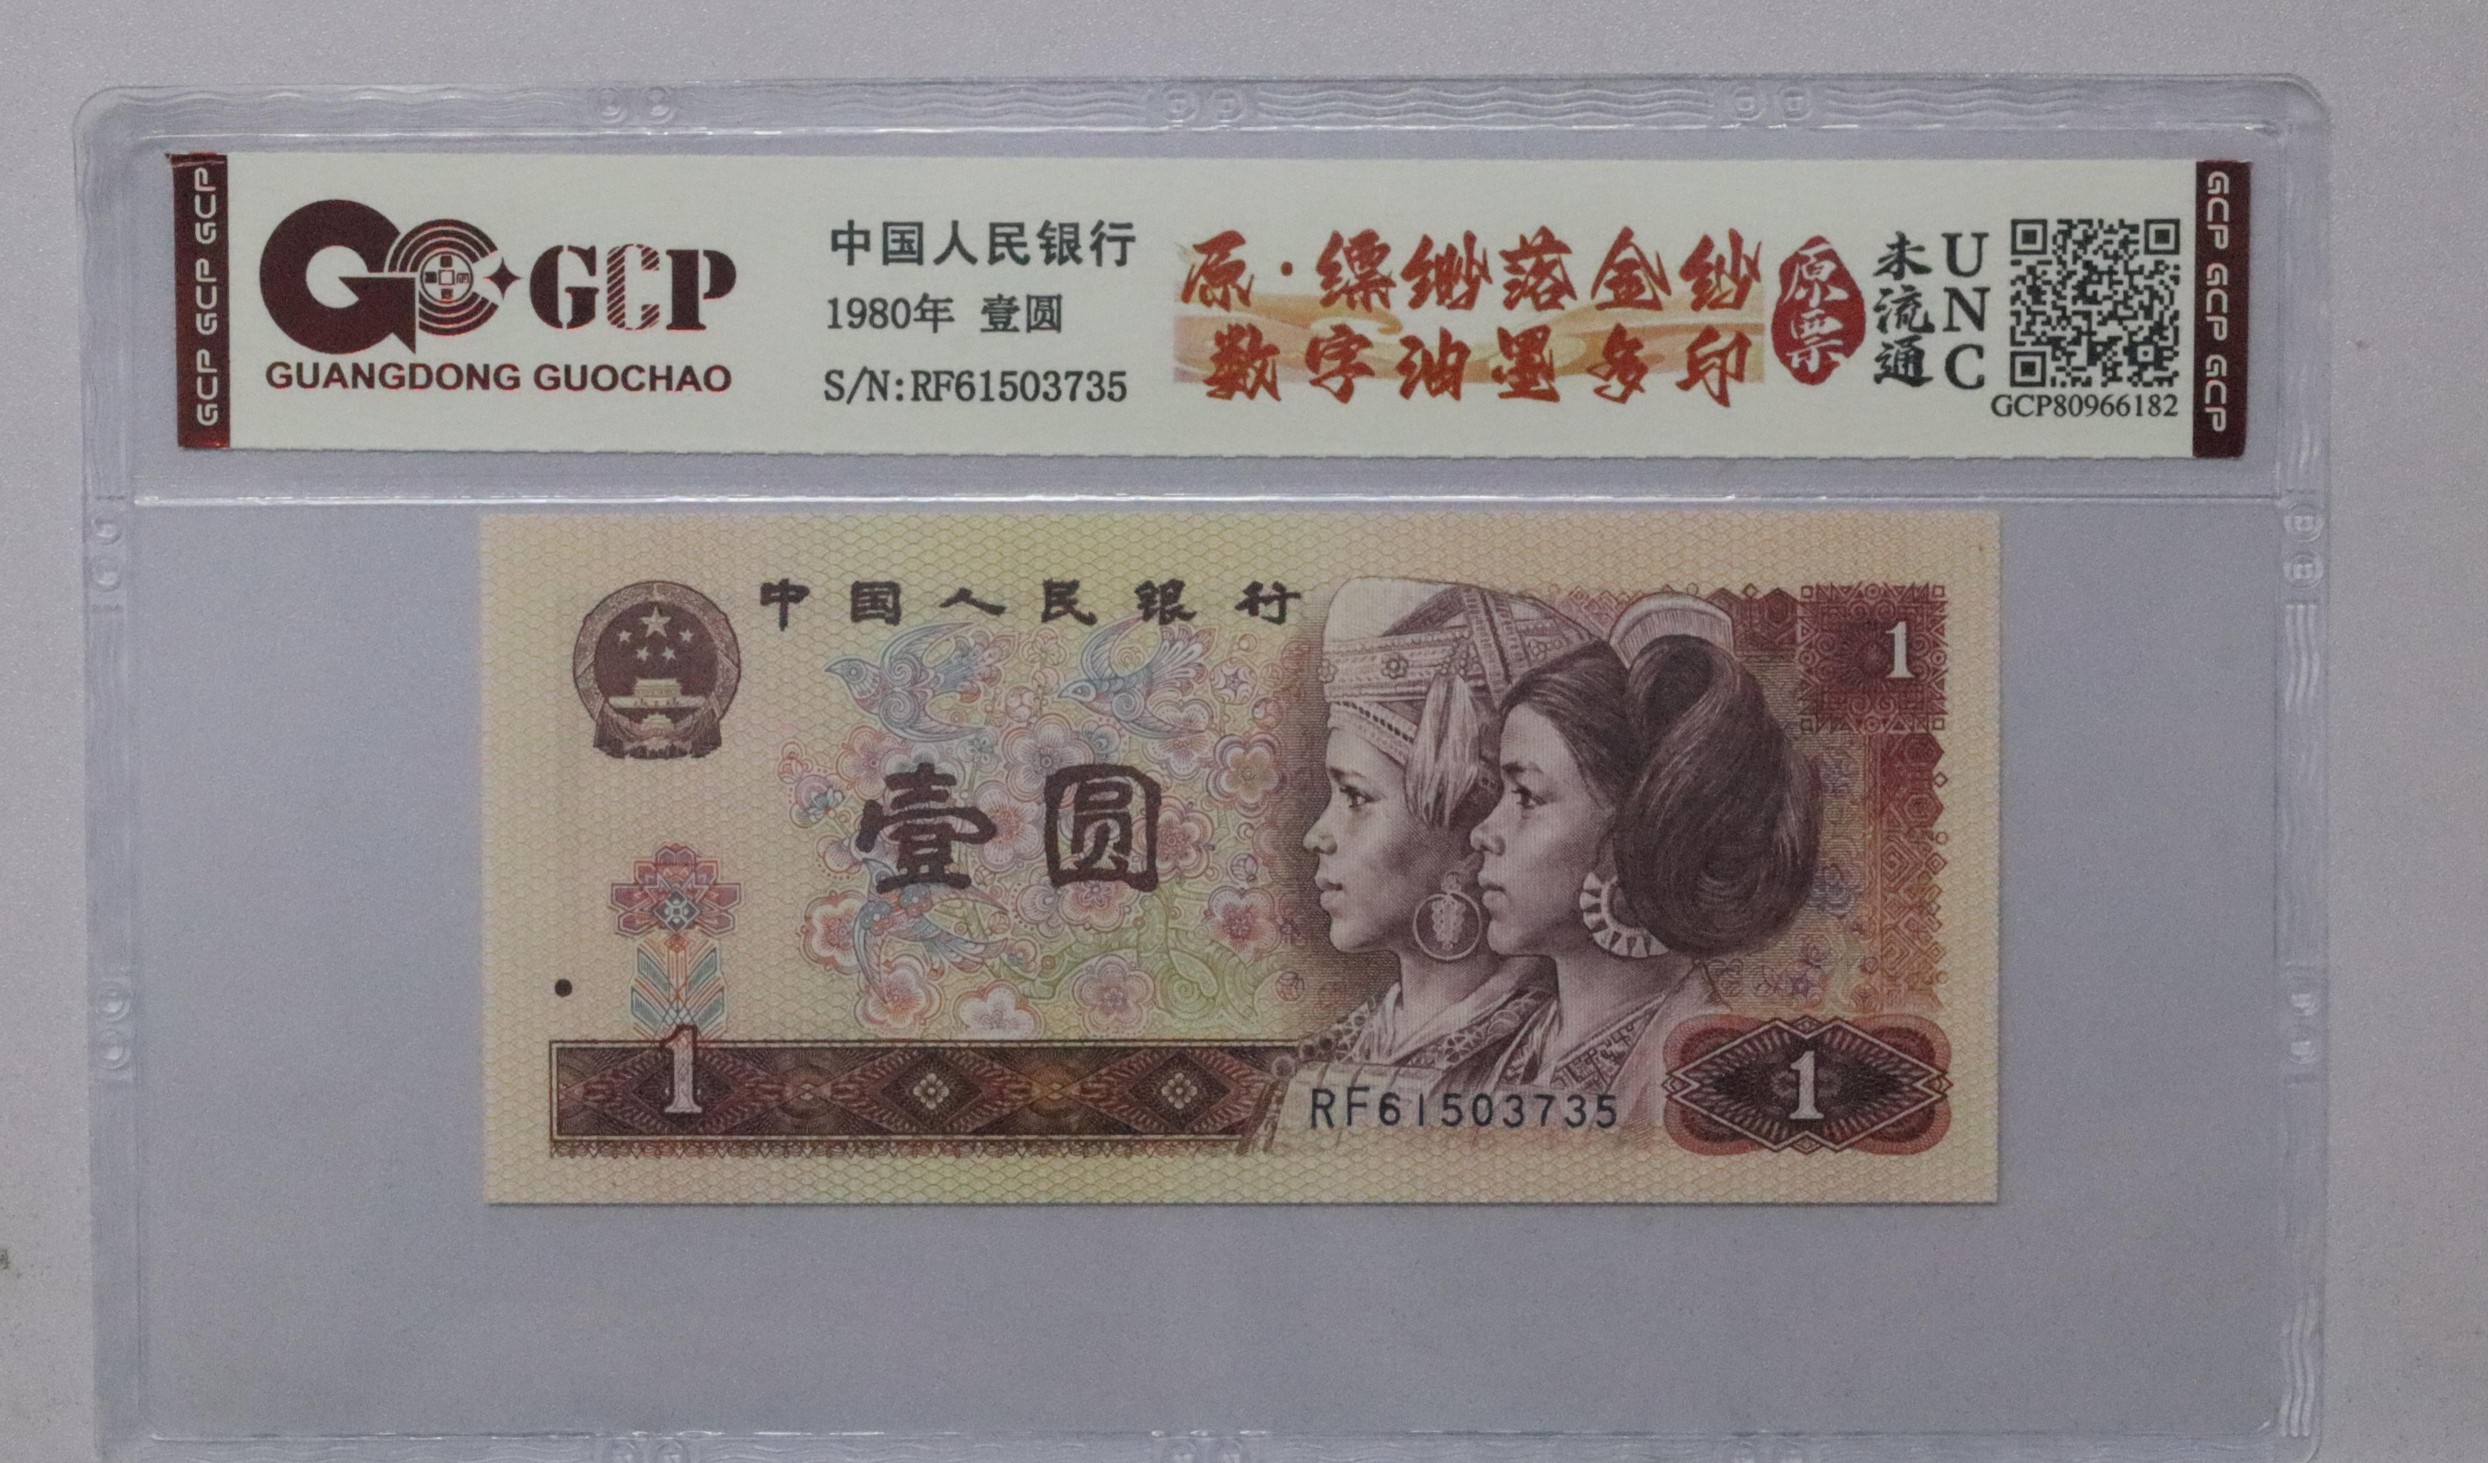 GCP GCP GCP
GCP
GUANGDONG GUOCHAO
中国人民银行
1980年 壹圆
S/N:RF61503735
原·缥缈落金纱
数字油墨多印
原票
未流通
UNC
GCP80966182
GCP GCP GCP
中国人民银行
1
壹圆
1
RF61503735
1